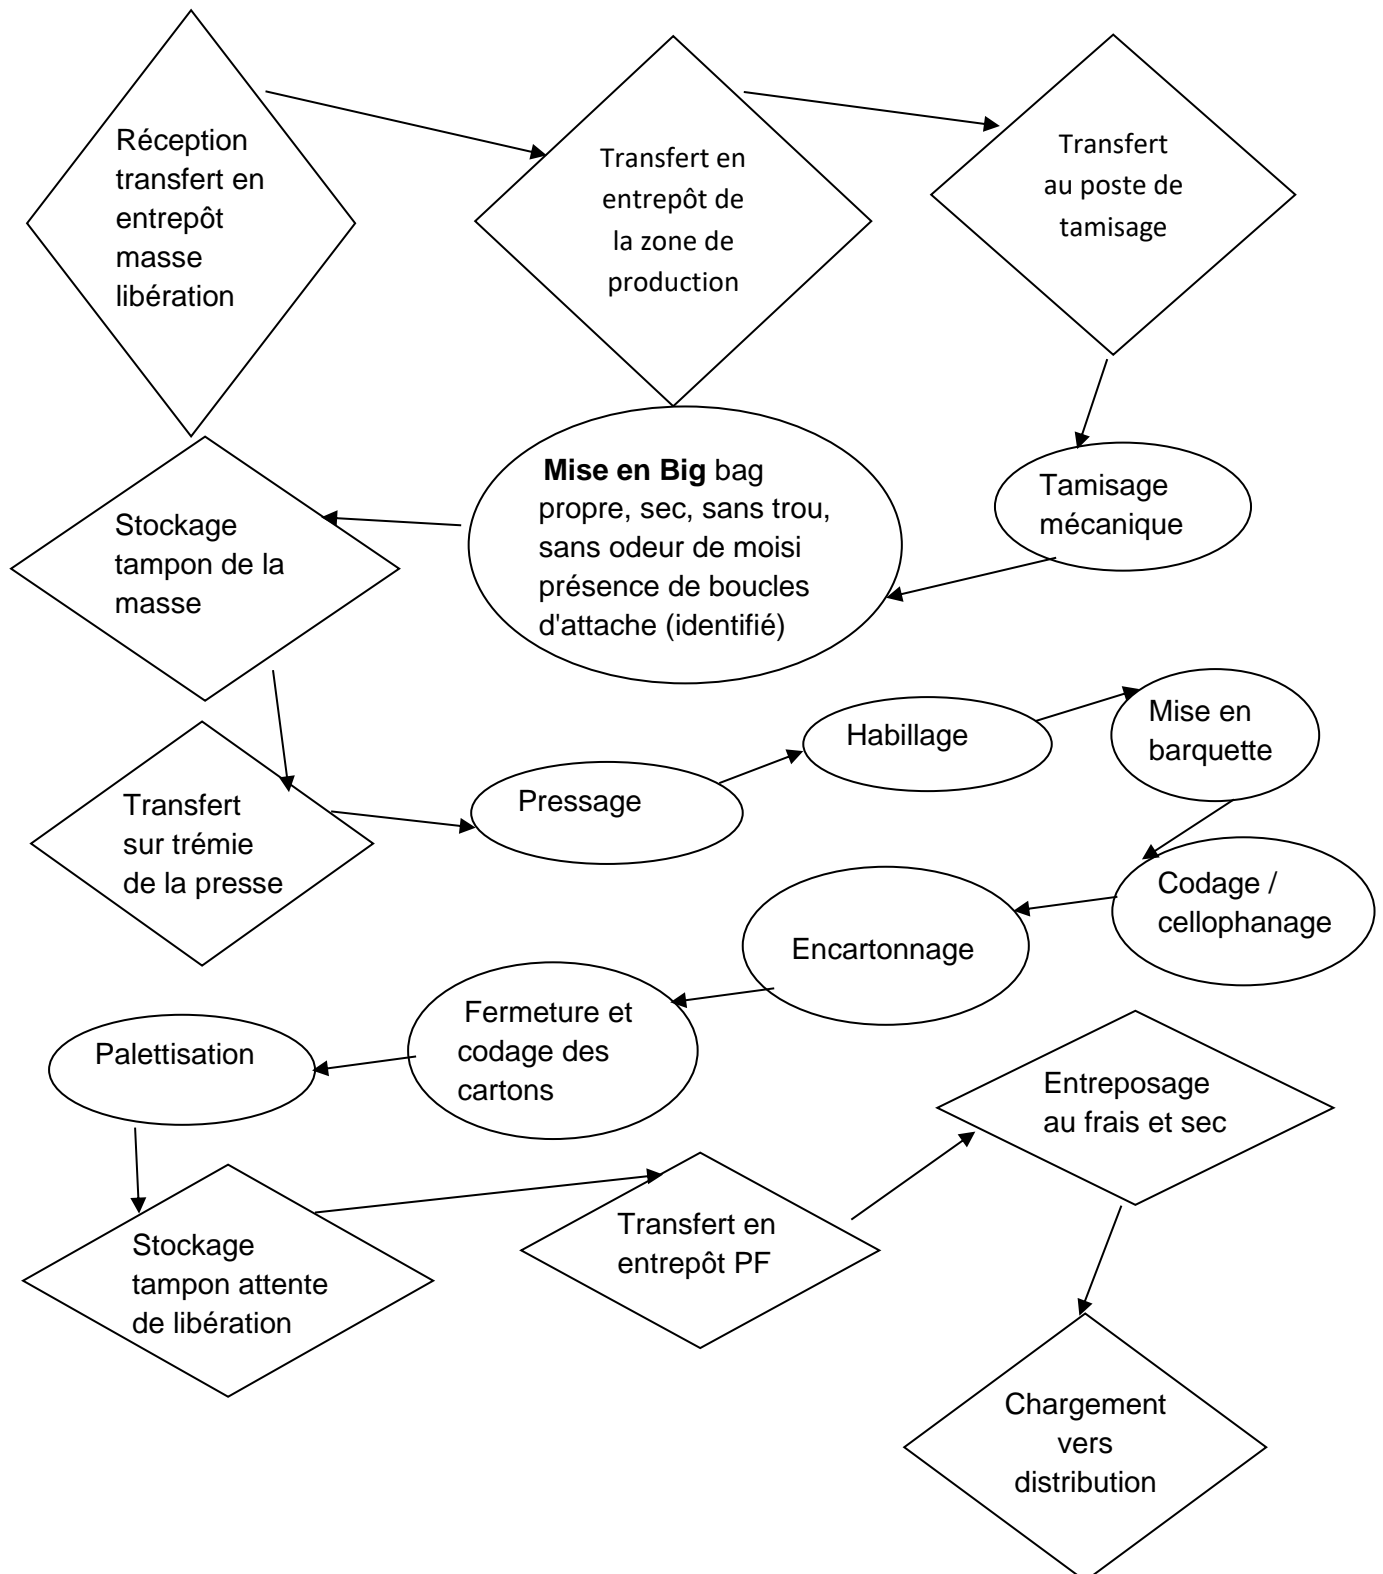 Réception
transfert en
entrepôt
masse
libération
Transfert en
entrepôt de
la zone de
production
Transfert
au poste de
tamisage
Tamisage
mécanique
Mise en Big bag
propre, sec, sans trou,
sans odeur de moisi
présence de boucles
d'attache (identifié)
Stockage
tampon de la
masse
Transfert
sur trémie
de la presse
Pressage
Habillage
Mise en
barquette
Codage /
cellophanage
Encartonnage
Fermeture et
codage des
cartons
Palettisation
Stockage
tampon attente
de libération
Transfert en
entrepôt PF
Entreposage
au frais et sec
Chargement
vers
distribution